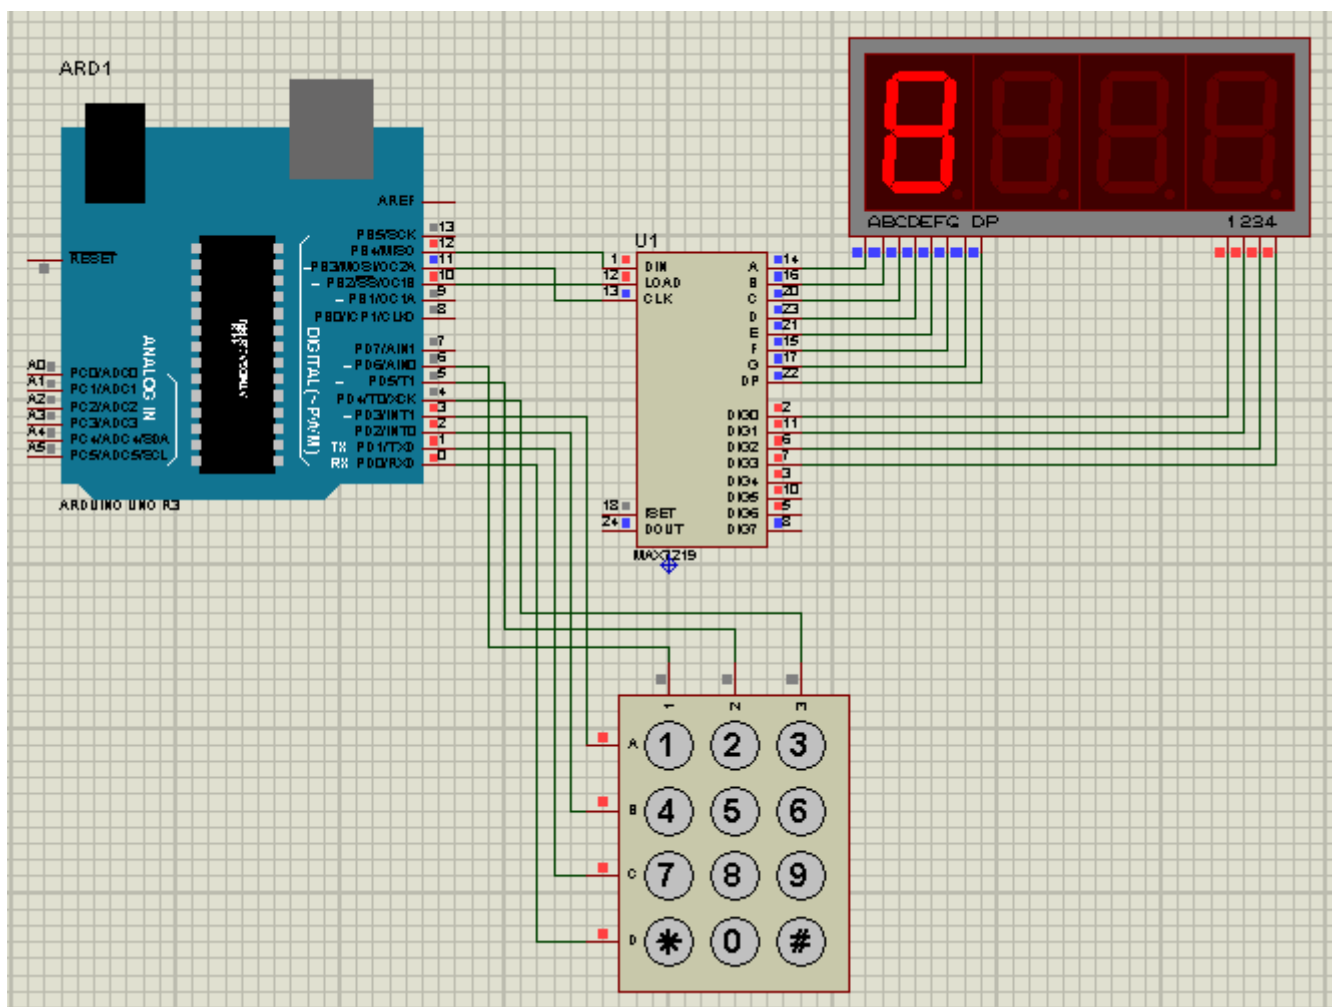 ARD1
AREF
13
PB5/SCK
12
PB4/MISO
11
PB3/MOSI/OC2A
10
~ PB2/SS/OC1B
9
~ PB1/OC1A
8
PB0/ICP1/CLKO
7
PD7/AIN1
6
~ PD6/AIN0
5
~ PD5/T1
4
PD4/T0/XCK
3
~ PD3/INT1
2
PD2/INT0
1
TX PD1/TXD
0
RX PD0/RXD
RESET
DIGITAL (~PWM)
ANALOG IN
A0
PC0/ADC0
A1
PC1/ADC1
A2
PC2/ADC2
A3
PC3/ADC3
A4
PC4/ADC4/SDA
A5
PC5/ADC5/SCL
ARDUINO UNO R3
U1
1 DIN
12 LOAD
13 CLK
A 14
B 16
C 20
D 23
E 21
F 15
G 17
DP 22
DIG0 2
DIG1 11
DIG2 6
DIG3 7
DIG4 3
DIG5 10
DIG6 5
DIG7 8
18 ISET
24 DOUT
MAX7219
8
ABCDEFG DP
1234
1 2 3
A 1 2 3
B 4 5 6
C 7 8 9
D * 0 #